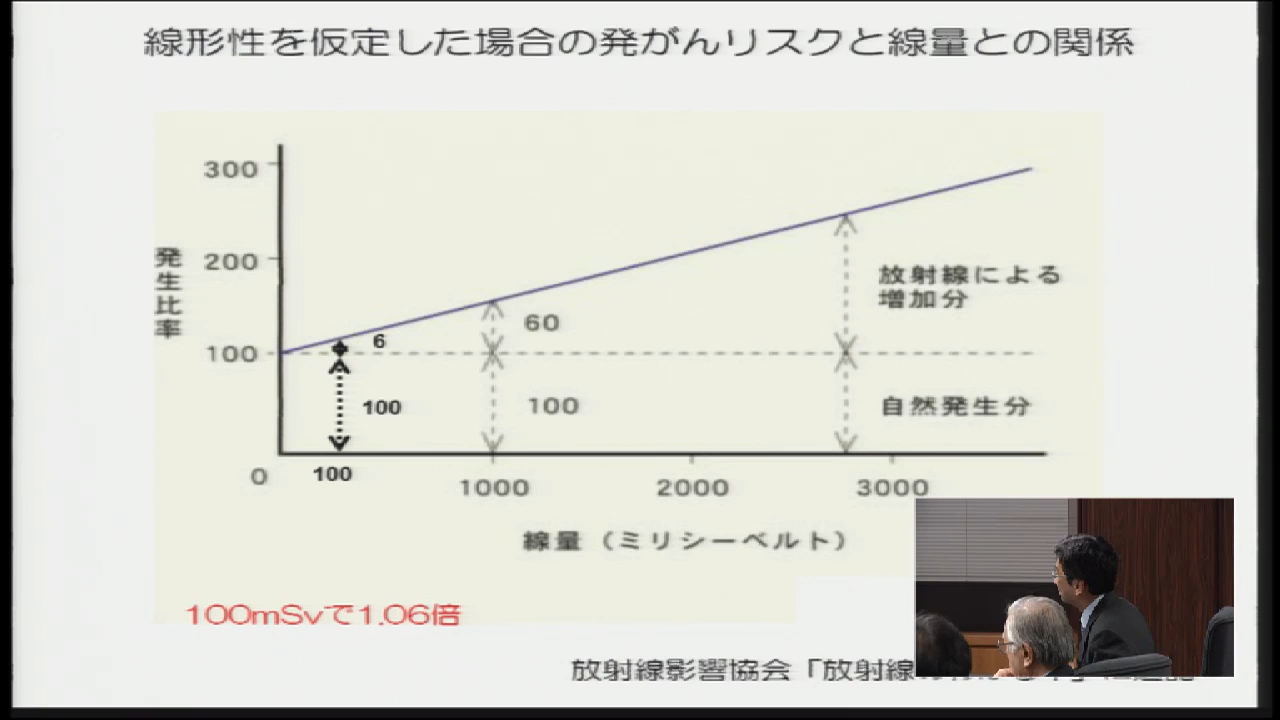 線形性を仮定した場合の発がんリスクと線量との関係
300
200
100
発生比率
6
100
60
100
放射線による
増加分
自然発生分
0
100
1000
2000
3000
線量（ミリシーベルト）
100mSvで1.06倍
放射線影響協会「放射線